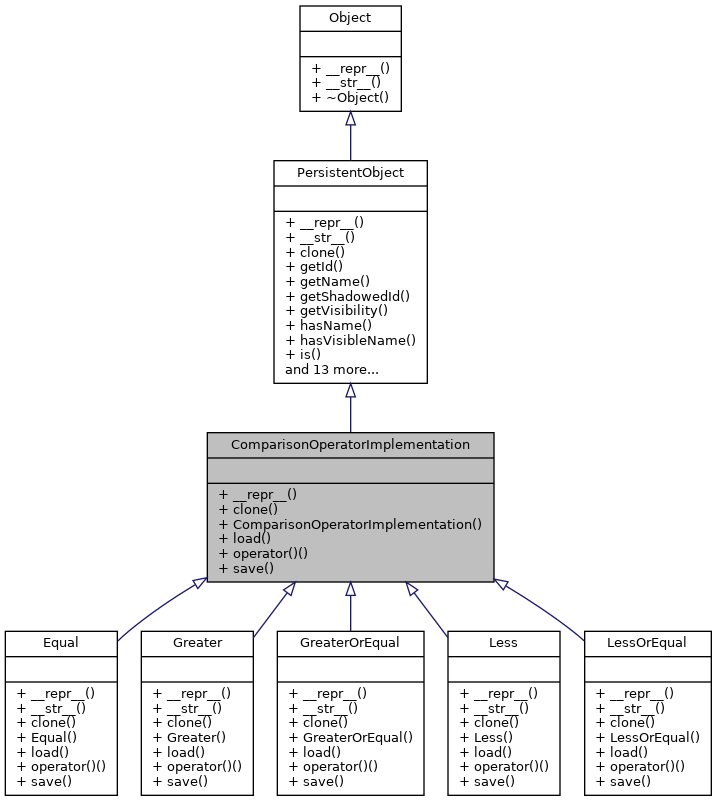 Object
+ __repr__()
+ __str__()
+ ~Object()
PersistentObject
+ __repr__()
+ __str__()
+ clone()
+ getId()
+ getName()
+ getShadowedId()
+ getVisibility()
+ hasName()
+ hasVisibleName()
+ is()
and 13 more...
ComparisonOperatorImplementation
+ __repr__()
+ clone()
+ ComparisonOperatorImplementation()
+ load()
+ operator()()
+ save()
Equal
+ __repr__()
+ __str__()
+ clone()
+ Equal()
+ load()
+ operator()()
+ save()
Greater
+ __repr__()
+ __str__()
+ clone()
+ Greater()
+ load()
+ operator()()
+ save()
GreaterOrEqual
+ __repr__()
+ __str__()
+ clone()
+ GreaterOrEqual()
+ load()
+ operator()()
+ save()
Less
+ __repr__()
+ __str__()
+ clone()
+ Less()
+ load()
+ operator()()
+ save()
LessOrEqual
+ __repr__()
+ __str__()
+ clone()
+ LessOrEqual()
+ load()
+ operator()()
+ save()